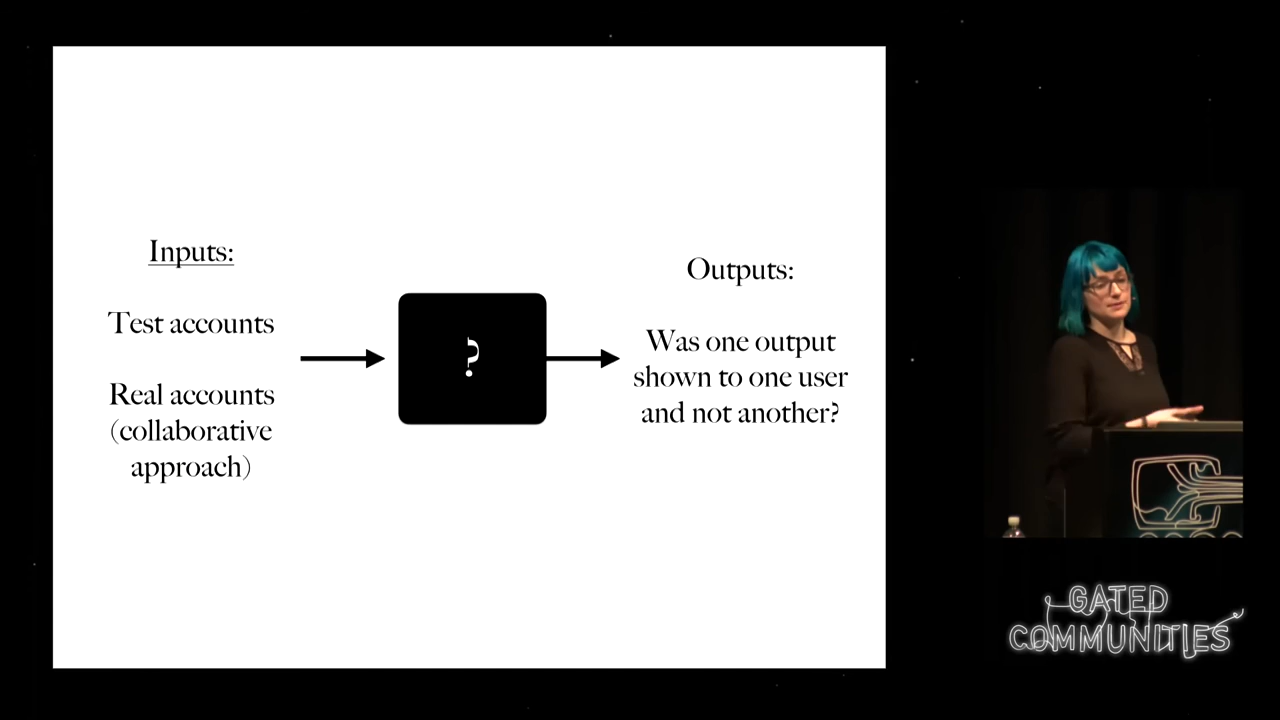 Inputs:
Test accounts
Real accounts
(collaborative
approach)
?
Outputs:
Was one output
shown to one user
and not another?
GATED
COMMUNITIES